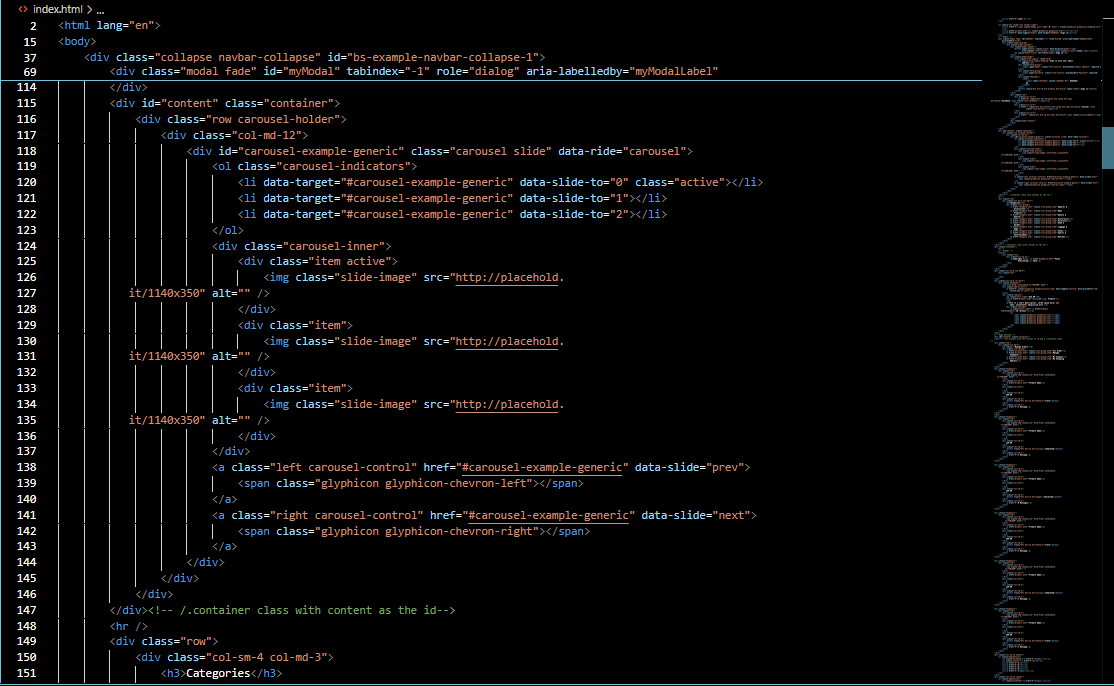 <> index.html > ...
2 <html lang="en">
15 <body>
37 <div class="collapse navbar-collapse" id="bs-example-navbar-collapse-1">
69 <div class="modal fade" id="myModal" tabindex="-1" role="dialog" aria-labelledby="myModalLabel"
114 </div>
115 <div id="content" class="container">
116 <div class="row carousel-holder">
117 <div class="col-md-12">
118 <div id="carousel-example-generic" class="carousel slide" data-ride="carousel">
119 <ol class="carousel-indicators">
120 <li data-target="#carousel-example-generic" data-slide-to="0" class="active"></li>
121 <li data-target="#carousel-example-generic" data-slide-to="1"></li>
122 <li data-target="#carousel-example-generic" data-slide-to="2"></li>
123 </ol>
124 <div class="carousel-inner">
125 <div class="item active">
126 <img class="slide-image" src="http://placehold.
127 it/1140x350" alt="" />
128 </div>
129 <div class="item">
130 <img class="slide-image" src="http://placehold.
131 it/1140x350" alt="" />
132 </div>
133 <div class="item">
134 <img class="slide-image" src="http://placehold.
135 it/1140x350" alt="" />
136 </div>
137 </div>
138 <a class="left carousel-control" href="#carousel-example-generic" data-slide="prev">
139 <span class="glyphicon glyphicon-chevron-left"></span>
140 </a>
141 <a class="right carousel-control" href="#carousel-example-generic" data-slide="next">
142 <span class="glyphicon glyphicon-chevron-right"></span>
143 </a>
144 </div>
145 </div>
146 </div>
147 </div><!-- /.container class with content as the id-->
148 <hr />
149 <div class="row">
150 <div class="col-sm-4 col-md-3">
151 <h3>Categories</h3>